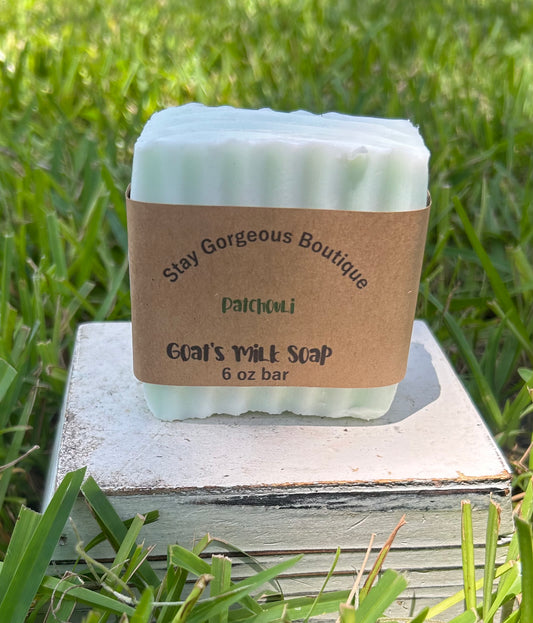 Stay Gorgeous Boutique
Patchouli
Goat's Milk Soap
6 oz bar